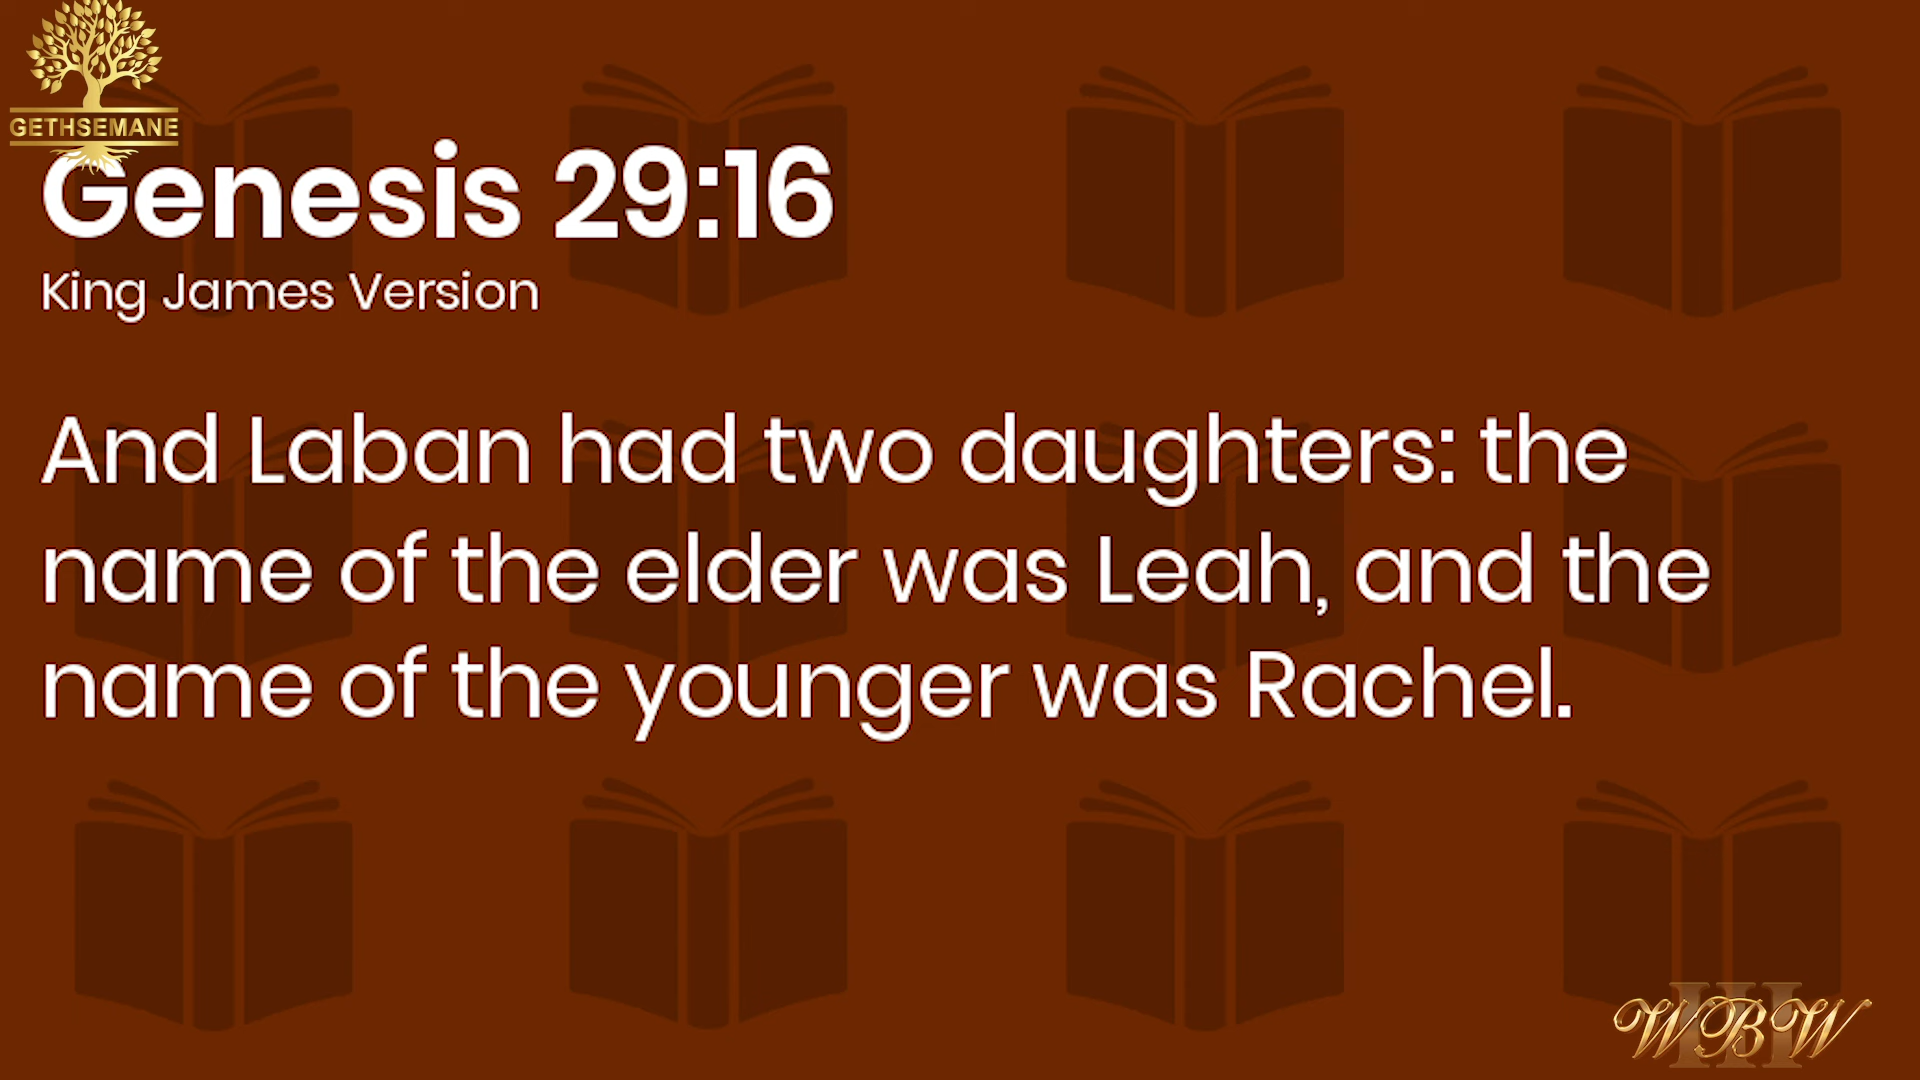 GETHSEMANE
Genesis 29:16
King James Version
And Laban had two daughters: the
name of the elder was Leah, and the
name of the younger was Rachel.
III
WBW